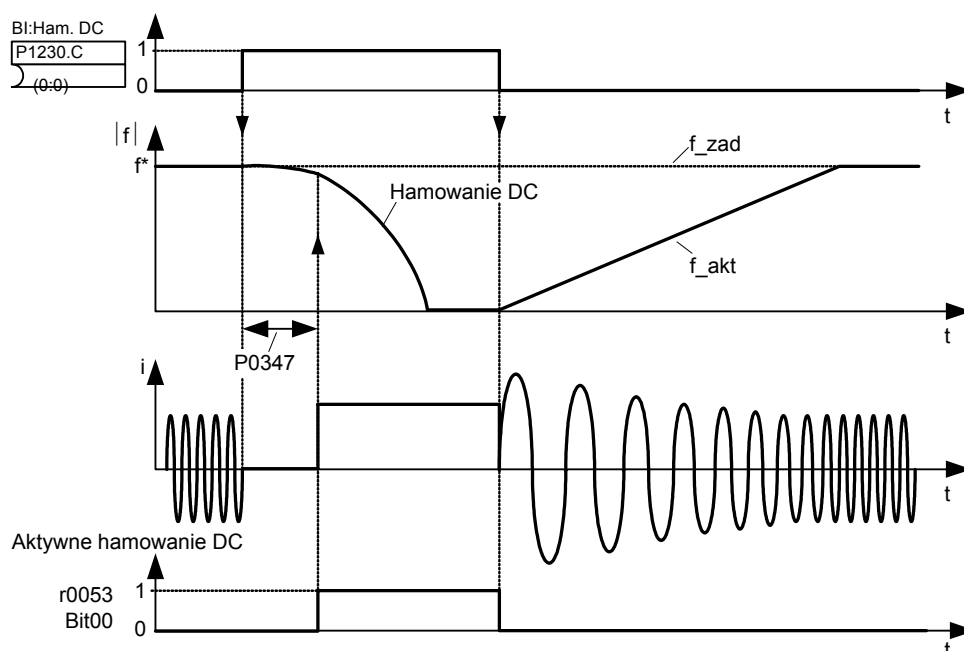 BI:Ham. DC
P1230.C
(0:0)
1
0
t
|f|
f*
f_zad
Hamowanie DC
f_akt
t
P0347
i
t
Aktywne hamowanie DC
r0053
Bit00
1
0
t